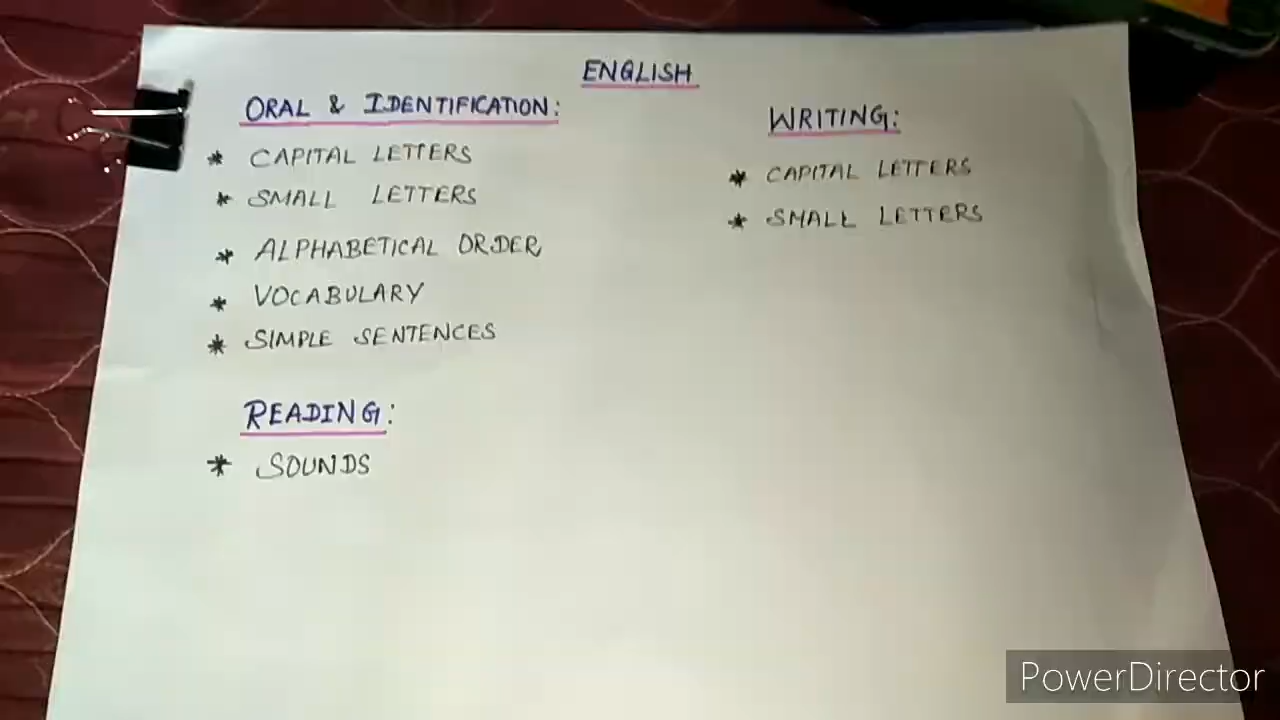 ENGLISH
ORAL & IDENTIFICATION:
* CAPITAL LETTERS
* SMALL LETTERS
* ALPHABETICAL ORDER
* VOCABULARY
* SIMPLE SENTENCES
READING:
* SOUNDS
WRITING:
* CAPITAL LETTERS
* SMALL LETTERS
PowerDirector